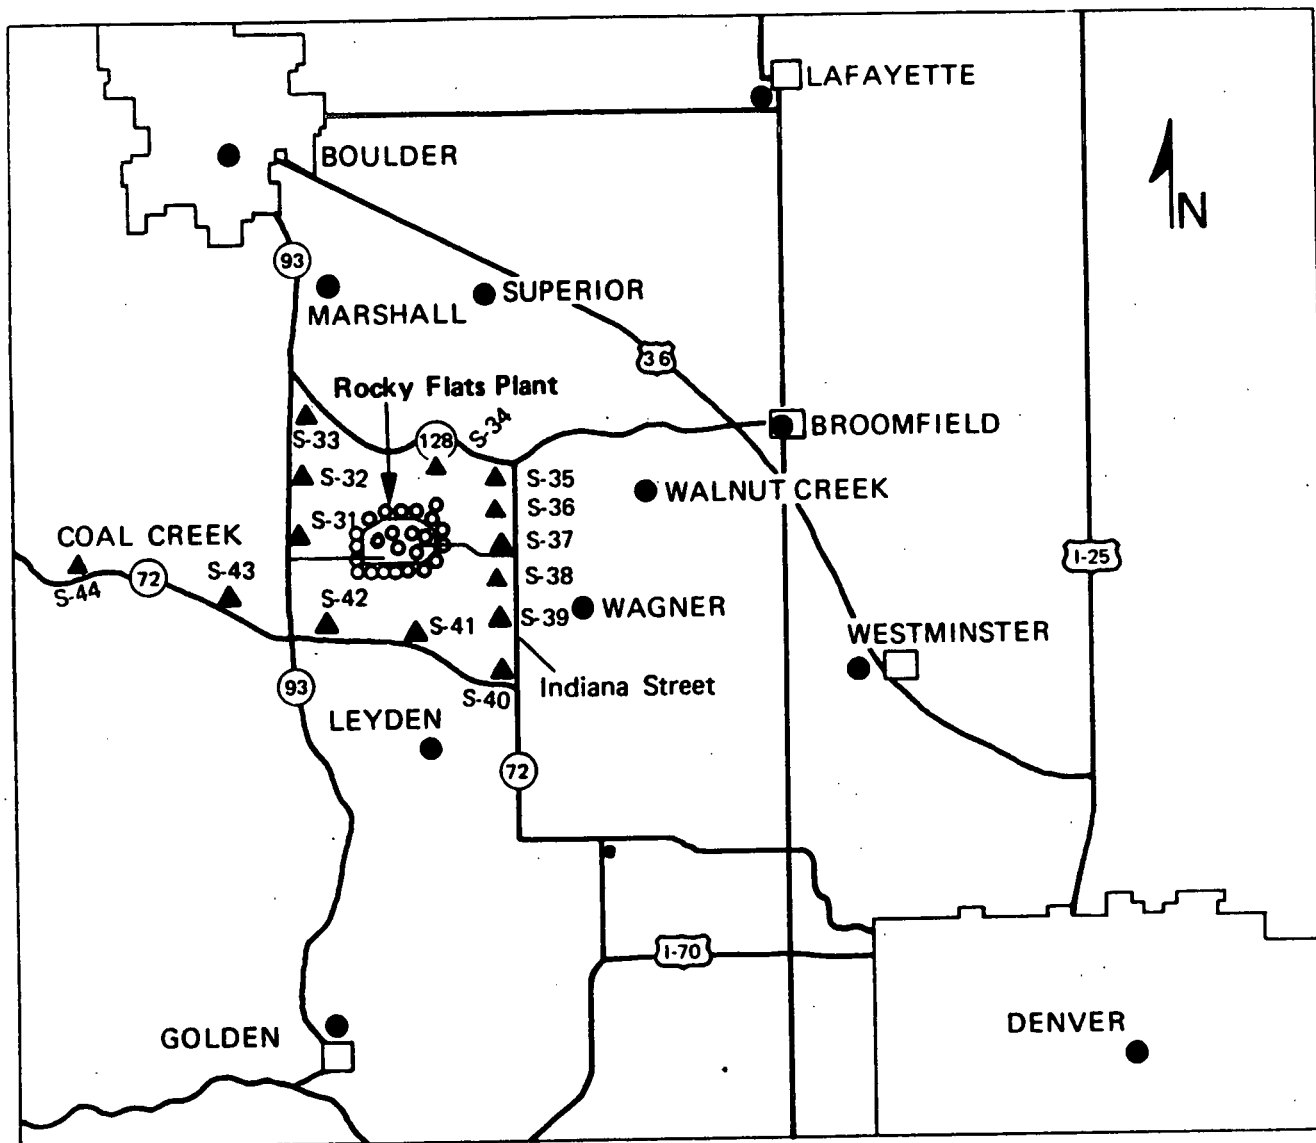 LAFAYETTE
BOULDER
N
93
SUPERIOR
MARSHALL
36
Rocky Flats Plant
S-34
128
S-33
BROOMFIELD
S-32
S-35
WALNUT CREEK
S-36
S-31
COAL CREEK
S-37
I-25
72
S-43
S-38
S-44
S-42
S-39
WAGNER
S-41
WESTMINSTER
93
S-40
Indiana Street
LEYDEN
72
I-70
DENVER
GOLDEN